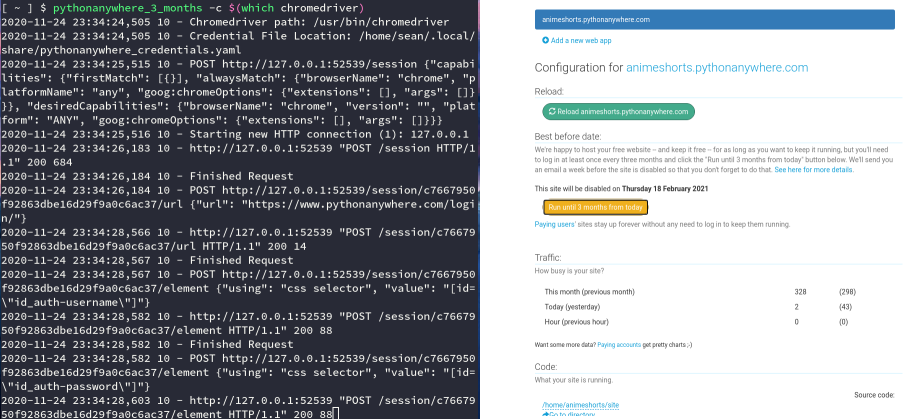 [ ~ ] $ pythonanywhere_3_months -c $(which chromedriver)
2020-11-24 23:34:24,505 10 - Chromedriver path: /usr/bin/chromedriver
2020-11-24 23:34:24,505 10 - Credential File Location: /home/sean/.local/
share/pythonanywhere_credentials.yaml
2020-11-24 23:34:25,515 10 - POST http://127.0.0.1:52539/session {"capabi
lities": {"firstMatch": [{}], "alwaysMatch": {"browserName": "chrome", "p
latformName": "any", "goog:chromeOptions": {"extensions": [], "args": []}
}}, "desiredCapabilities": {"browserName": "chrome", "version": "", "plat
form": "ANY", "goog:chromeOptions": {"extensions": [], "args": []}}}
2020-11-24 23:34:25,516 10 - Starting new HTTP connection (1): 127.0.0.1
2020-11-24 23:34:26,183 10 - http://127.0.0.1:52539 "POST /session HTTP/1
.1" 200 684
2020-11-24 23:34:26,184 10 - Finished Request
2020-11-24 23:34:26,184 10 - POST http://127.0.0.1:52539/session/c7667950
f92863dbe16d29f9a0c6ac37/url {"url": "https://www.pythonanywhere.com/logi
n/"}
2020-11-24 23:34:28,566 10 - http://127.0.0.1:52539 "POST /session/c76679
50f92863dbe16d29f9a0c6ac37/url HTTP/1.1" 200 14
2020-11-24 23:34:28,567 10 - Finished Request
2020-11-24 23:34:28,567 10 - POST http://127.0.0.1:52539/session/c7667950
f92863dbe16d29f9a0c6ac37/element {"using": "css selector", "value": "[id=
\"id_auth-username\"]"}
2020-11-24 23:34:28,582 10 - http://127.0.0.1:52539 "POST /session/c76679
50f92863dbe16d29f9a0c6ac37/element HTTP/1.1" 200 88
2020-11-24 23:34:28,582 10 - Finished Request
2020-11-24 23:34:28,582 10 - POST http://127.0.0.1:52539/session/c7667950
f92863dbe16d29f9a0c6ac37/element {"using": "css selector", "value": "[id=
\"id_auth-password\"]"}
2020-11-24 23:34:28,603 10 - http://127.0.0.1:52539 "POST /session/c76679
50f92863dbe16d29f9a0c6ac37/element HTTP/1.1" 200 88
animeshorts.pythonanywhere.com
Add a new web app
Configuration for animeshorts.pythonanywhere.com
Reload:
Reload animeshorts.pythonanywhere.com
Best before date:
We're happy to host your free website – and keep it free – for as long as you want to keep it running, but you'll need
to log in at least once every three months and click the "Run until 3 months from today" button below. We'll send you
an email a week before the site is disabled so that you don't forget to do that. See here for more details.
This site will be disabled on Thursday 18 February 2021
Run until 3 months from today
Paying users' sites stay up forever without any need to log in to keep them running.
Traffic:
How busy is your site?
This month (previous month) 328 (298)
Today (yesterday) 2 (43)
Hour (previous hour) 0 (0)
Want some more data? Paying accounts get pretty charts ;-)
Code:
What your site is running.
Source code:
/home/animeshorts/site
Go to directory